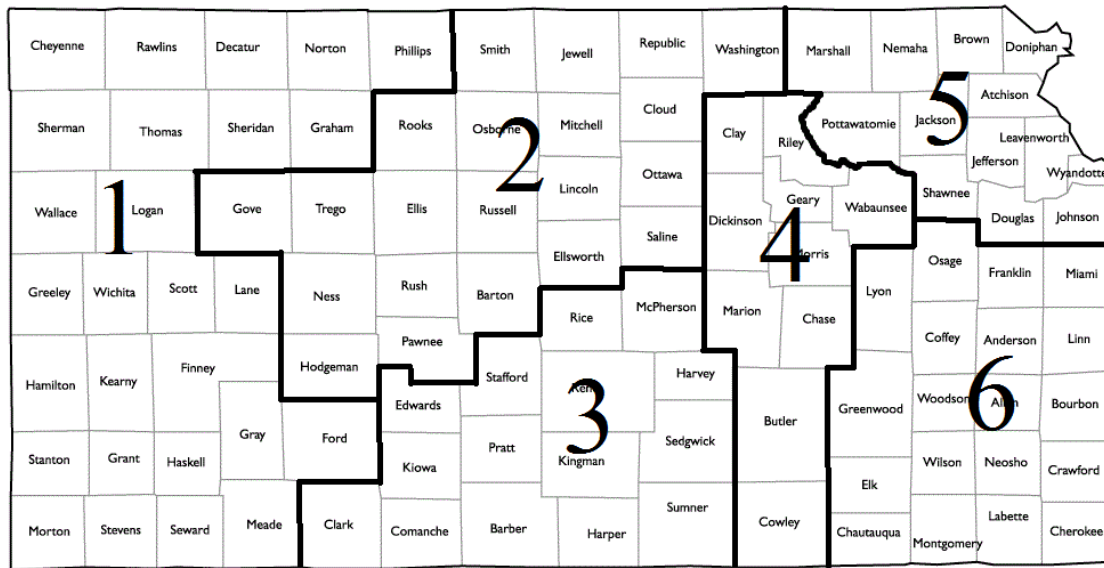 Cheyenne Rawlins Decatur Norton Phillips Smith Jewell Republic Washington Marshall Nemaha Brown Doniphan
Sherman Thomas Sheridan Graham Rooks Osborne Mitchell Cloud Clay Riley Pottawatomie Jackson Atchison
5
2
Lincoln Ottawa Jefferson Leavenworth Wyandotte
Wallace Logan Gove Trego Ellis Russell Saline Dickinson Geary Wabaunsee Shawnee Douglas Johnson
1
4
Ellsworth Morris
Greeley Wichita Scott Lane Ness Rush Barton Rice McPherson Marion Chase Lyon Osage Franklin Miami
Hamilton Kearny Finney Hodgeman Pawnee Stafford Harvey Coffey Anderson Linn
3
6
Gray Ford Edwards Sedgwick Butler Greenwood Woodson Bourbon
Stanton Grant Haskell Kiowa Pratt Kingman Elk Wilson Neosho Crawford
Morton Stevens Seward Meade Clark Comanche Barber Harper Sumner Cowley Chautauqua Montgomery Labette Cherokee